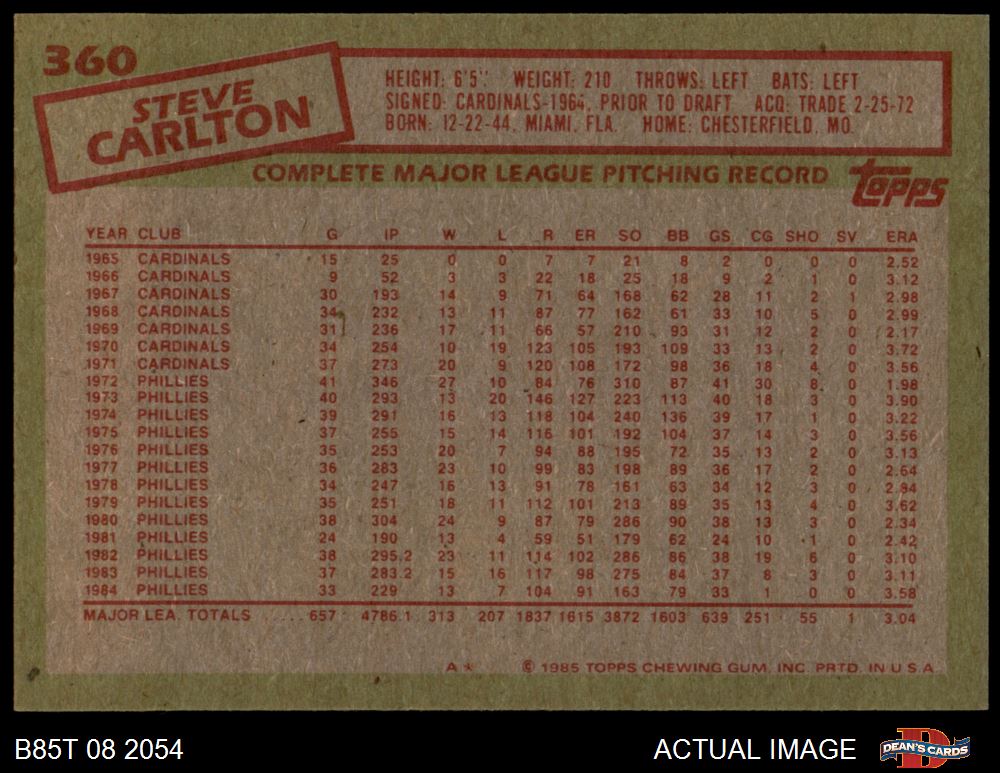 360
STEVE
CARLTON
HEIGHT: 6'5" WEIGHT: 210 THROWS: LEFT BATS: LEFT
SIGNED: CARDINALS-1964, PRIOR TO DRAFT ACQ: TRADE 2-25-72
BORN: 12-22-44, MIAMI, FLA. HOME: CHESTERFIELD, MO.
COMPLETE MAJOR LEAGUE PITCHING RECORD
TOPPS
YEAR CLUB G IP W L R ER SO BB GS CG SHO SV ERA
1965 CARDINALS 15 25 0 0 7 7 21 8 2 0 0 0 2.52
1966 CARDINALS 9 52 3 3 22 18 25 18 9 2 1 0 3.12
1967 CARDINALS 30 193 14 9 71 64 168 62 28 11 2 1 2.98
1968 CARDINALS 34 232 13 11 87 77 162 61 33 10 5 0 2.99
1969 CARDINALS 31 236 17 11 66 57 210 93 31 12 2 0 2.17
1970 CARDINALS 34 254 10 19 123 105 193 109 33 13 2 0 3.72
1971 CARDINALS 37 273 20 9 120 108 172 98 36 18 4 0 3.56
1972 PHILLIES 41 346 27 10 84 76 310 87 41 30 8 0 1.98
1973 PHILLIES 40 293 13 20 146 127 223 113 40 18 3 0 3.90
1974 PHILLIES 39 291 16 13 118 104 240 136 39 17 1 0 3.22
1975 PHILLIES 37 255 15 14 116 101 192 104 37 14 3 0 3.56
1976 PHILLIES 35 253 20 7 94 88 195 72 35 13 2 0 3.13
1977 PHILLIES 36 283 23 10 99 83 198 89 36 17 2 0 2.64
1978 PHILLIES 34 247 16 13 91 78 161 63 34 12 3 0 2.84
1979 PHILLIES 35 251 18 11 112 101 213 89 35 13 4 0 3.62
1980 PHILLIES 38 304 24 9 87 79 286 90 38 13 3 0 2.34
1981 PHILLIES 24 190 13 4 59 51 179 62 24 10 1 0 2.42
1982 PHILLIES 38 295.2 23 11 114 102 286 86 38 19 6 0 3.10
1983 PHILLIES 37 283.2 15 16 117 98 275 84 37 8 3 0 3.11
1984 PHILLIES 33 229 13 7 104 91 163 79 33 1 0 0 3.58
MAJOR LEA. TOTALS ..... 657 4786.1 313 207 1837 1615 3872 1603 639 251 55 1 3.04
A * © 1985 TOPPS CHEWING GUM, INC. PRTD. IN U.S.A.
B85T 08 2054 ACTUAL IMAGE
D
DEAN'S CARDS